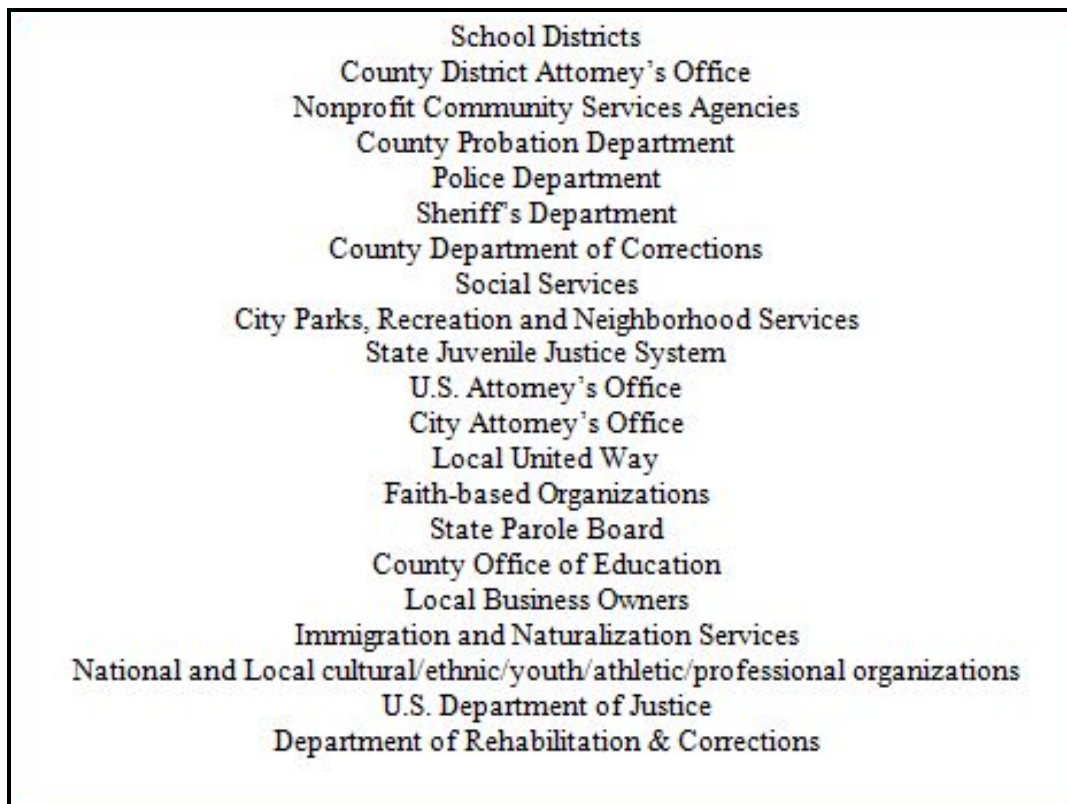 School Districts
County District Attorney's Office
Nonprofit Community Services Agencies
County Probation Department
Police Department
Sheriff's Department
County Department of Corrections
Social Services
City Parks, Recreation and Neighborhood Services
State Juvenile Justice System
U.S. Attorney's Office
City Attorney's Office
Local United Way
Faith-based Organizations
State Parole Board
County Office of Education
Local Business Owners
Immigration and Naturalization Services
National and Local cultural/ethnic/youth/athletic/professional organizations
U.S. Department of Justice
Department of Rehabilitation & Corrections